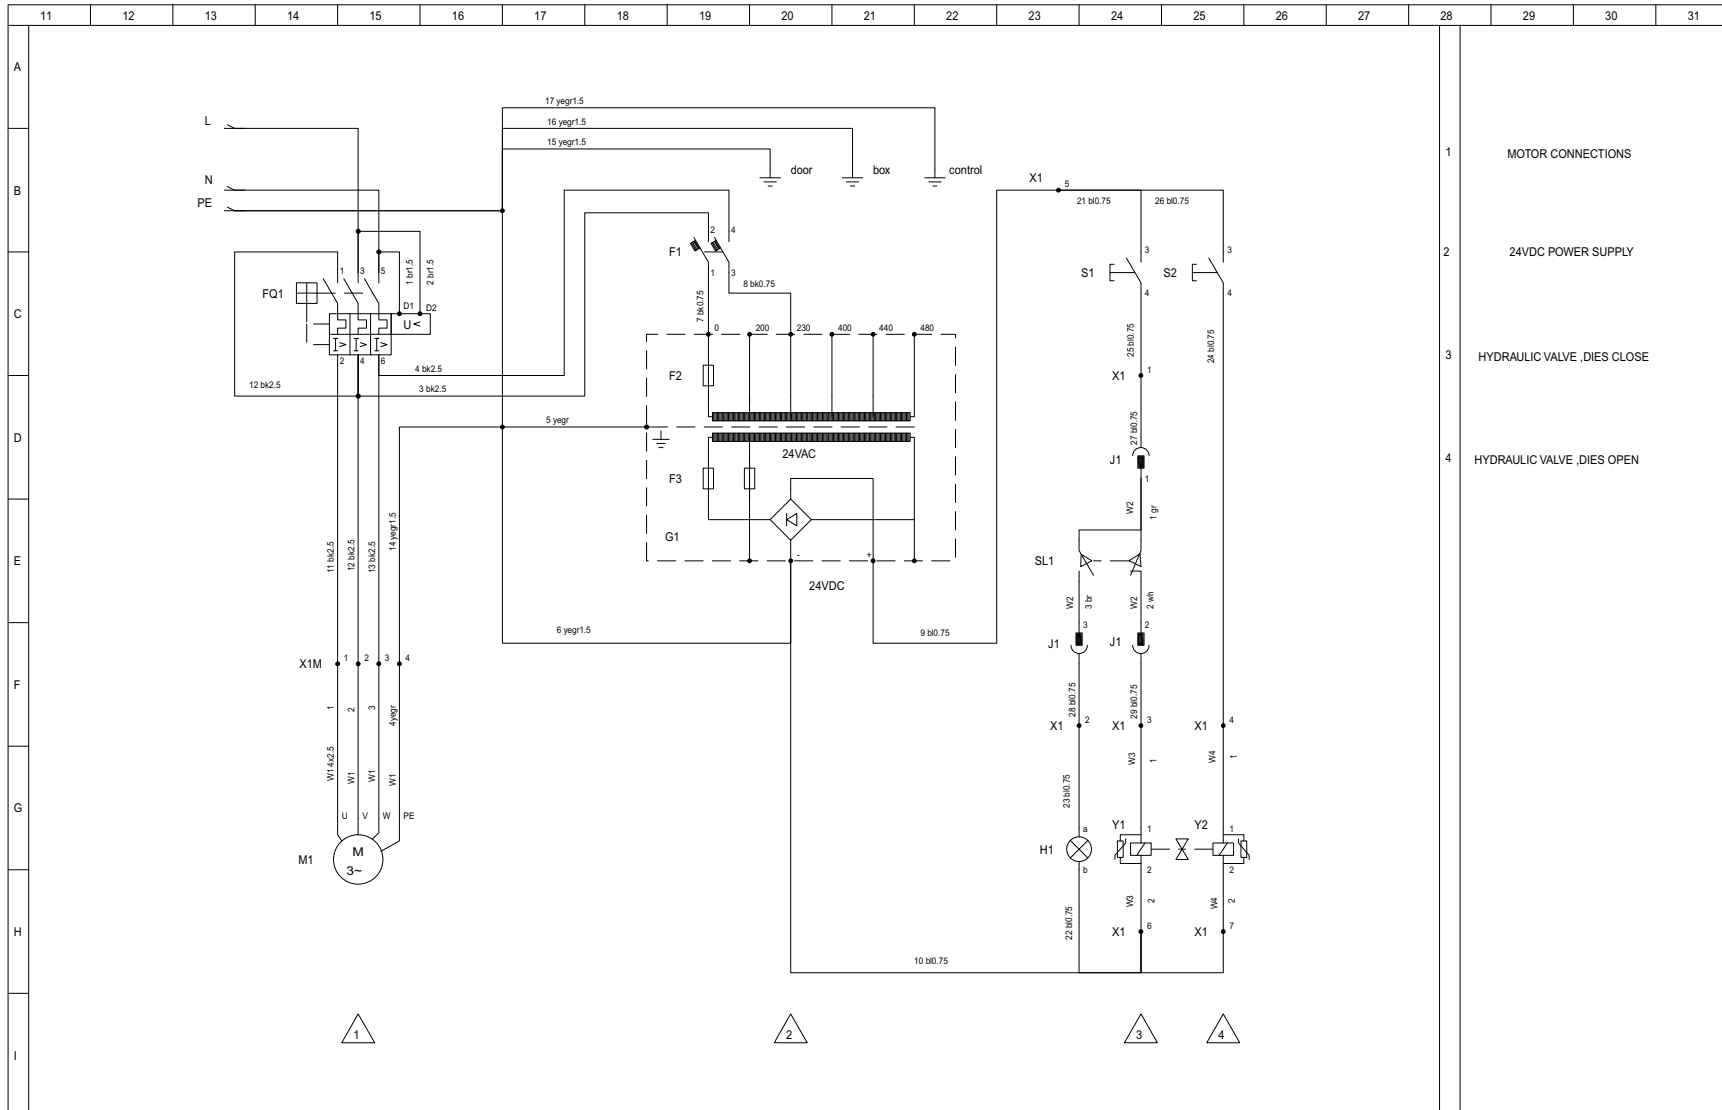 11 12 13 14 15 16 17 18 19 20 21 22 23 24 25 26 27 28 29 30 31
A
17 yegr1.5
L
16 yegr1.5
15 yegr1.5
1 MOTOR CONNECTIONS
door box control
N X1 5
B
PE 21 bl0.75 26 bl0.75
2 4
F1 3 3
2 24VDC POWER SUPPLY
1 3 5 1 br1.5 2 br1.5 1 3 S1 S2
8 bk0.75
FQ1 4 4
7 bk0.75
D1 D2
C
U<
0 200 230 400 440 480
I> I> I>
25 bl0.75 24 bl0.75
2 4 6
3 HYDRAULIC VALVE ,DIES CLOSE
4 bk2.5
F2 X1 1
12 bk2.5 3 bk2.5
5 yegr
27 bl0.75
D
24VAC
J1
4 HYDRAULIC VALVE ,DIES OPEN
F3 1
W2 1 gr
G1
11 bk2.5 12 bk2.5 13 bk2.5 14 yegr1.5
- +
E SL1
24VDC
W2 3 br W2 2 wh
6 yegr1.5 9 bl0.75
3 2
J1 J1
X1M 1 2 3 4
F
28 bl0.75 29 bl0.75
1 2 3 4yegr
X1 2 X1 3 X1 4
W3 1 W4 1
W1 4x2.5 W1 W1 W1
23 bl0.75
G
U V W PE
a Y1 1 Y2 1
H1
M
M1
3~
b 2 2
W3 2 W4 2
22 bl0.75
H X1 6 X1 7
10 bl0.75
1 2 3 4
I